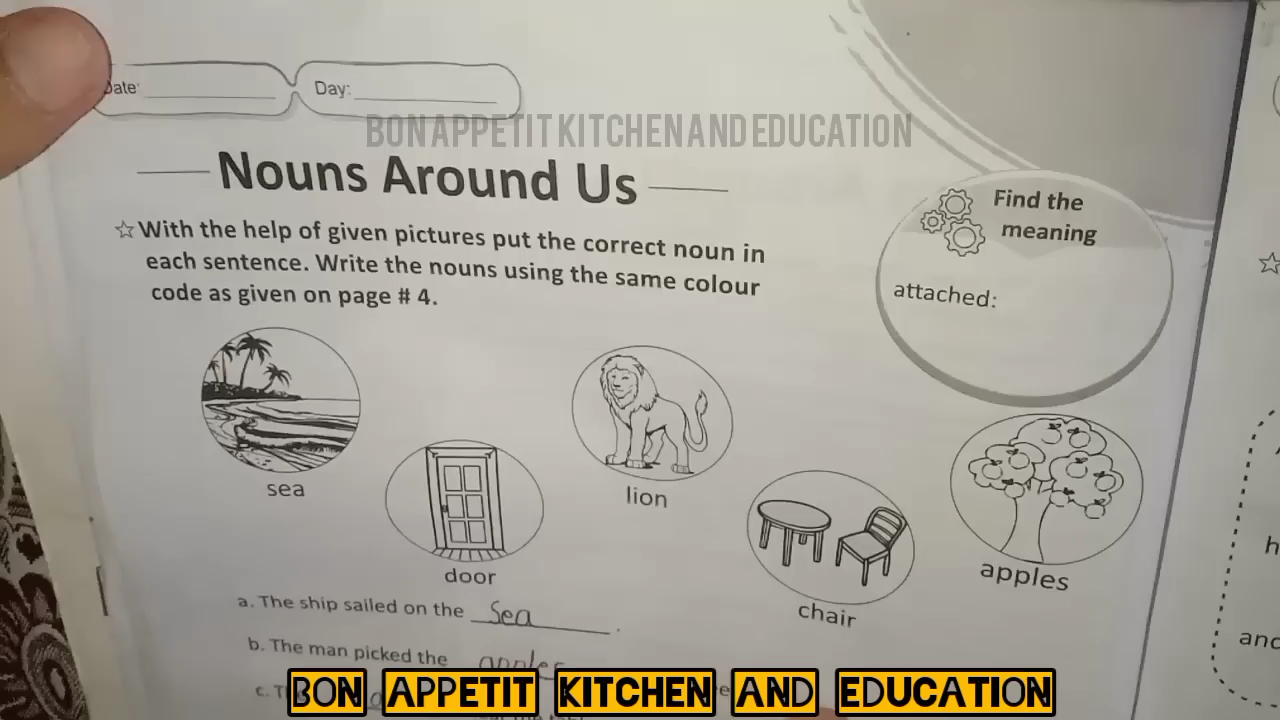 Date: Day:
BON APPETIT KITCHEN AND EDUCATION
Nouns Around Us
☆ With the help of given pictures put the correct noun in
each sentence. Write the nouns using the same colour
code as given on page # 4.
Find the
meaning
attached:
sea
door
lion
chair
apples
a. The ship sailed on the sea.
b. The man picked the apples
c.
BON APPETIT KITCHEN AND EDUCATION